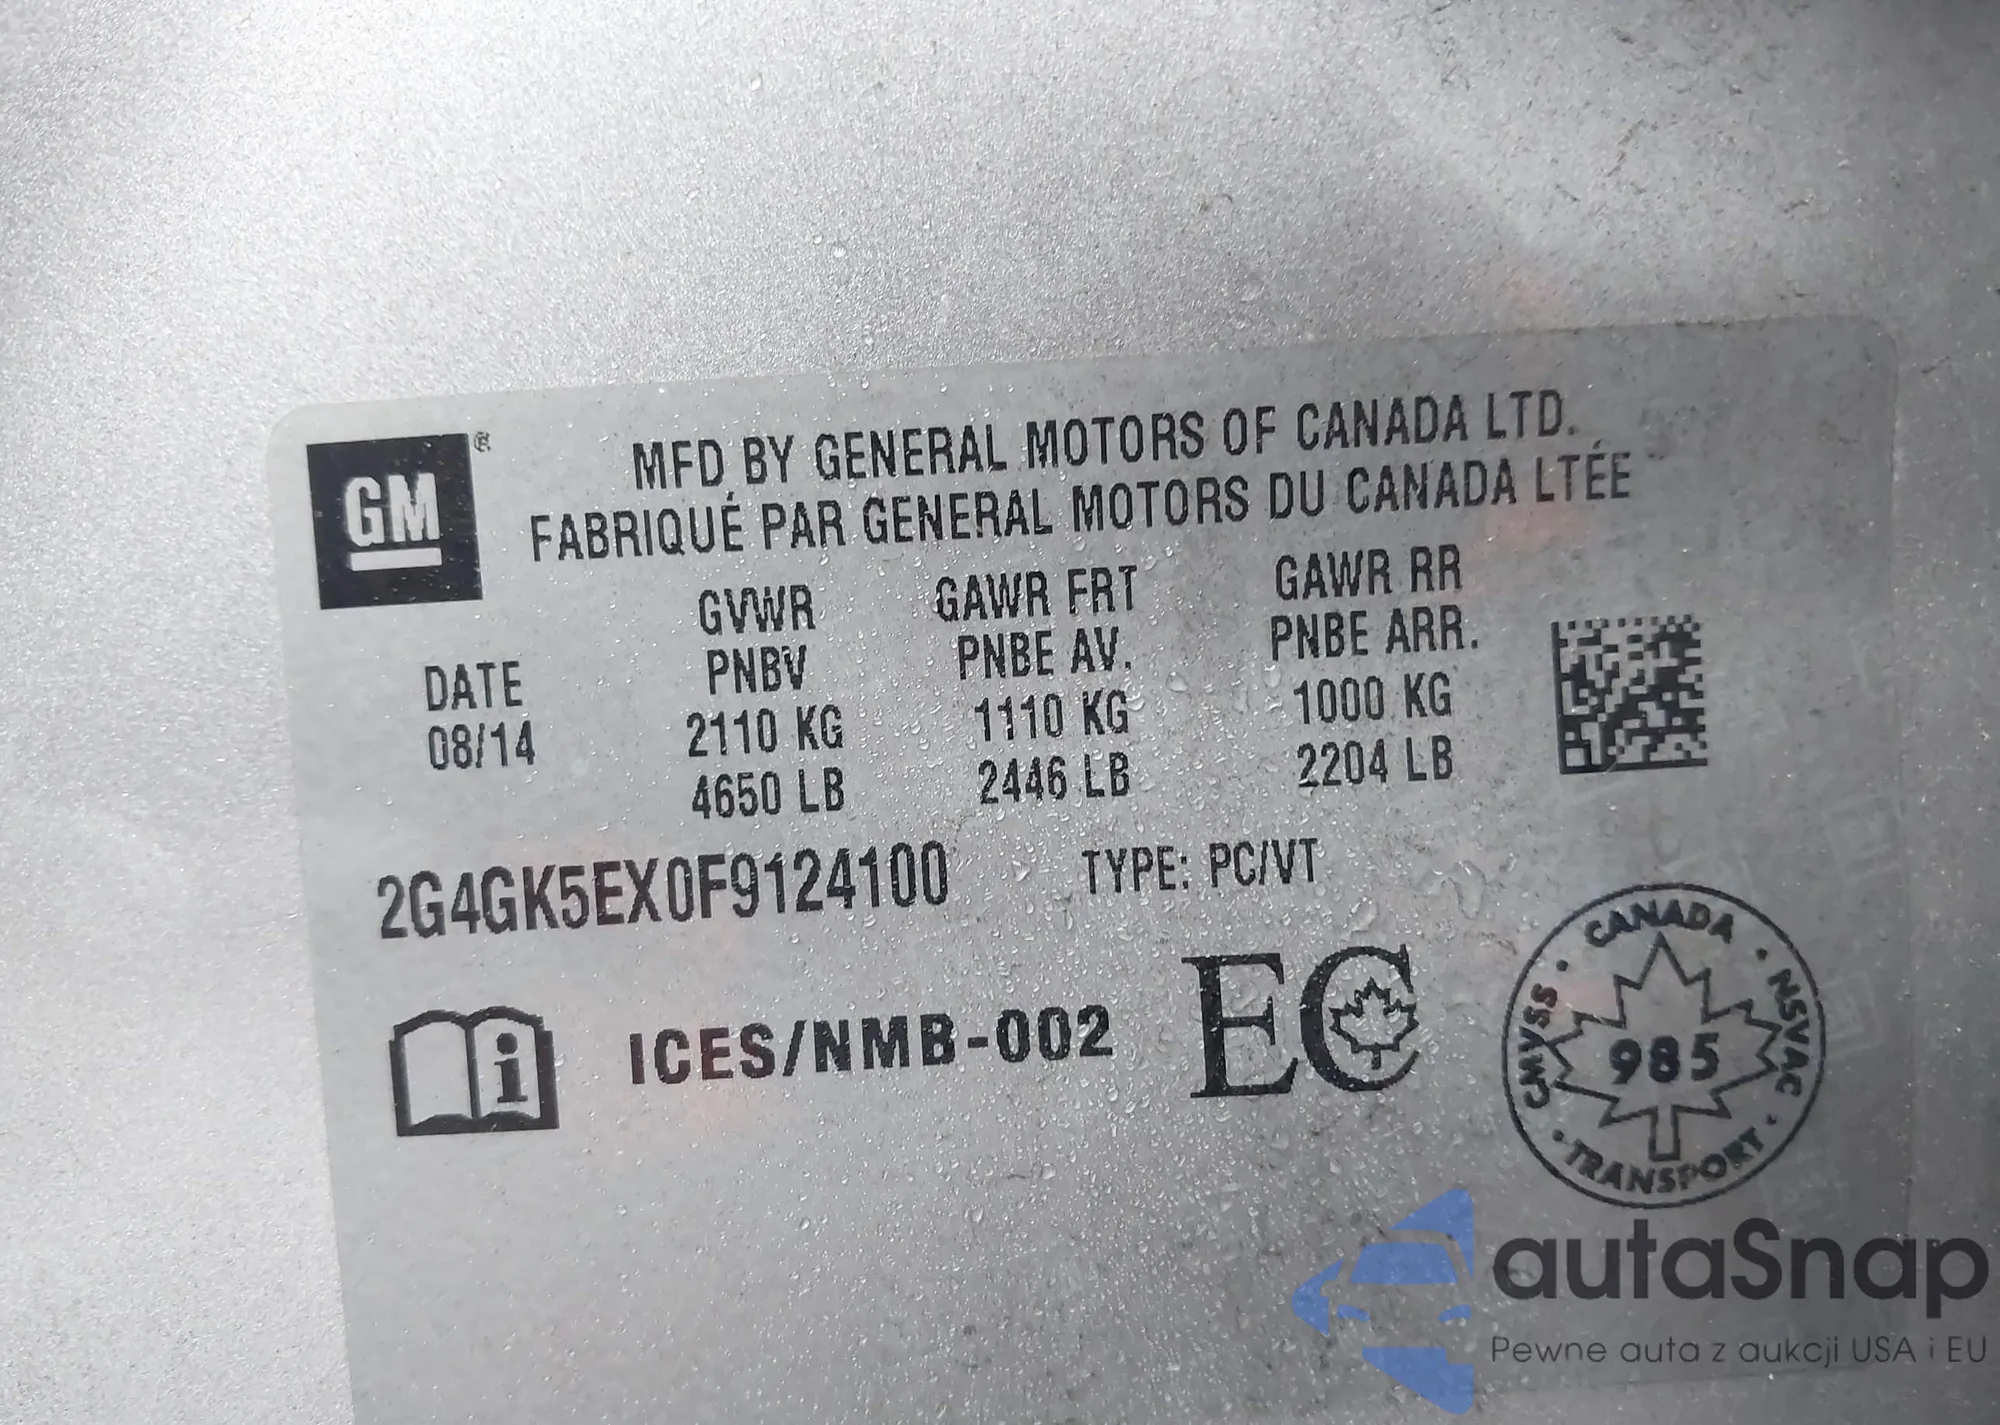 GM®
MFD BY GENERAL MOTORS OF CANADA LTD.
FABRIQUÉ PAR GENERAL MOTORS DU CANADA LTÉE
DATE
08/14
GVWR
PNBV
2110 KG
4650 LB
GAWR FRT
PNBE AV.
1110 KG
2446 LB
GAWR RR
PNBE ARR.
1000 KG
2204 LB
2G4GK5EX0F9124100 TYPE: PC/VT
i ICES/NMB-002 EC
CANADA · NSVAC · TRANSPORT · CMVSS ·
985
autaSnap
Pewne auta z aukcji USA i EU